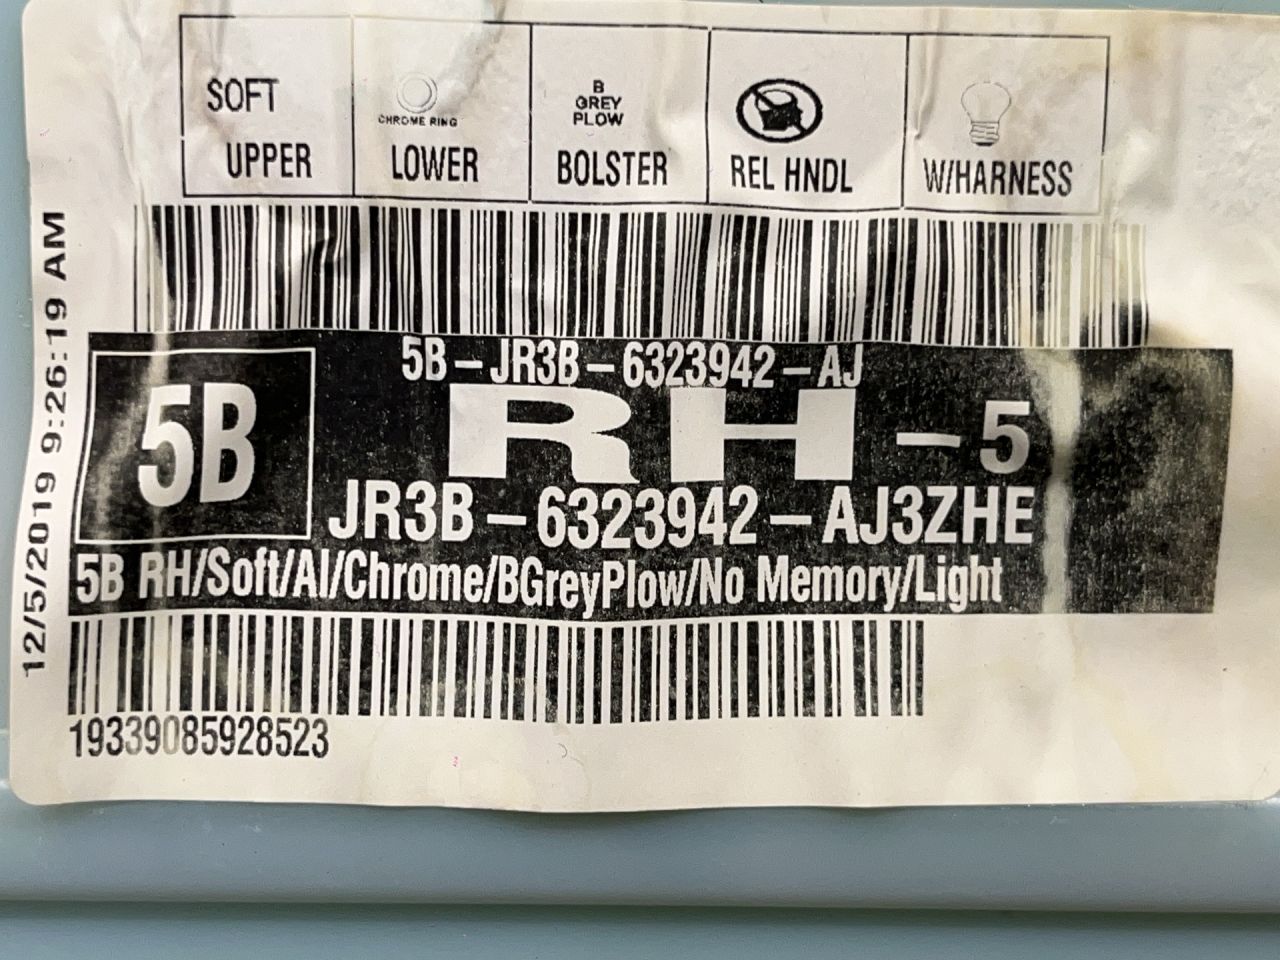 SOFT
UPPER
CHROME RING
LOWER
B
GREY
PLOW
BOLSTER
REL HNDL
W/HARNESS
12/5/2019 9:26:19 AM
5B-JR3B-6323942-AJ
5B
RH-5
JR3B-6323942-AJ3ZHE
5B RH/Soft/Al/Chrome/BGreyPlow/No Memory/Light
19339085928523